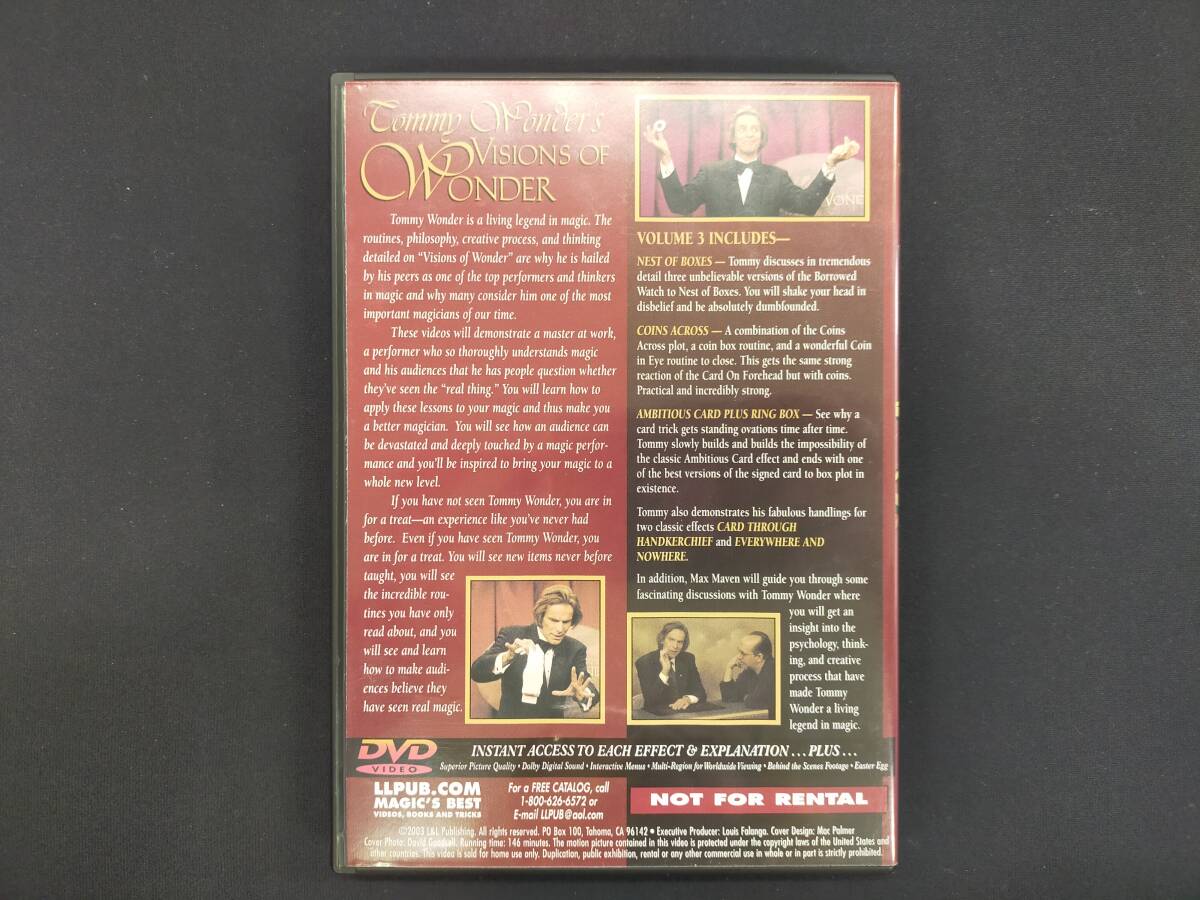 Tommy Wonder's
VISIONS OF
WONDER
Tommy Wonder is a living legend in magic. The
routines, philosophy, creative process, and thinking
detailed on “Visions of Wonder” are why he is hailed
by his peers as one of the top performers and thinkers
in magic and why many consider him one of the most
important magicians of our time.
These videos will demonstrate a master at work,
a performer who so thoroughly understands magic
and his audiences that he has people question whether
they've seen the “real thing.” You will learn how to
apply these lessons to your magic and thus make you
a better magician. You will see how an audience can
be devastated and deeply touched by a magic perfor-
mance and you'll be inspired to bring your magic to a
whole new level.
If you have not seen Tommy Wonder, you are in
for a treat—an experience like you've never had
before. Even if you have seen Tommy Wonder, you
are in for a treat. You will see new items never before
taught, you will see
the incredible rou-
tines you have only
read about, and you
will see and learn
how to make audi-
ences believe they
have seen real magic.
VONE
VOLUME 3 INCLUDES—
NEST OF BOXES — Tommy discusses in tremendous
detail three unbelievable versions of the Borrowed
Watch to Nest of Boxes. You will shake your head in
disbelief and be absolutely dumbfounded.
COINS ACROSS — A combination of the Coins
Across plot, a coin box routine, and a wonderful Coin
in Eye routine to close. This gets the same strong
reaction of the Card On Forehead but with coins.
Practical and incredibly strong.
AMBITIOUS CARD PLUS RING BOX — See why a
card trick gets standing ovations time after time.
Tommy slowly builds and builds the impossibility of
the classic Ambitious Card effect and ends with one
of the best versions of the signed card to box plot in
existence.
Tommy also demonstrates his fabulous handlings for
two classic effects CARD THROUGH
HANDKERCHIEF and EVERYWHERE AND
NOWHERE.
In addition, Max Maven will guide you through some
fascinating discussions with Tommy Wonder where
you will get an
insight into the
psychology, think-
ing, and creative
process that have
made Tommy
Wonder a living
legend in magic.
DVD
VIDEO
INSTANT ACCESS TO EACH EFFECT & EXPLANATION . . . PLUS . . .
Superior Picture Quality • Dolby Digital Sound • Interactive Menus • Multi-Region for Worldwide Viewing • Behind the Scenes Footage • Easter Egg
LLPUB.COM
MAGIC'S BEST
VIDEOS, BOOKS AND TRICKS
For a FREE CATALOG, call
1-800-626-6572 or
E-mail LLPUB@aol.com
NOT FOR RENTAL
©2003 L&L Publishing. All rights reserved. PO Box 100, Tahoma, CA 96142 • Executive Producer: Louis Falanga. Cover Design: Mac Palmer
Cover Photo: David Goodsell. Running time: 146 minutes. The motion picture contained in this video is protected under the copyright laws of the United States and
other countries. This video is sold for home use only. Duplication, public exhibition, rental or any other commercial use in whole or in part is strictly prohibited.